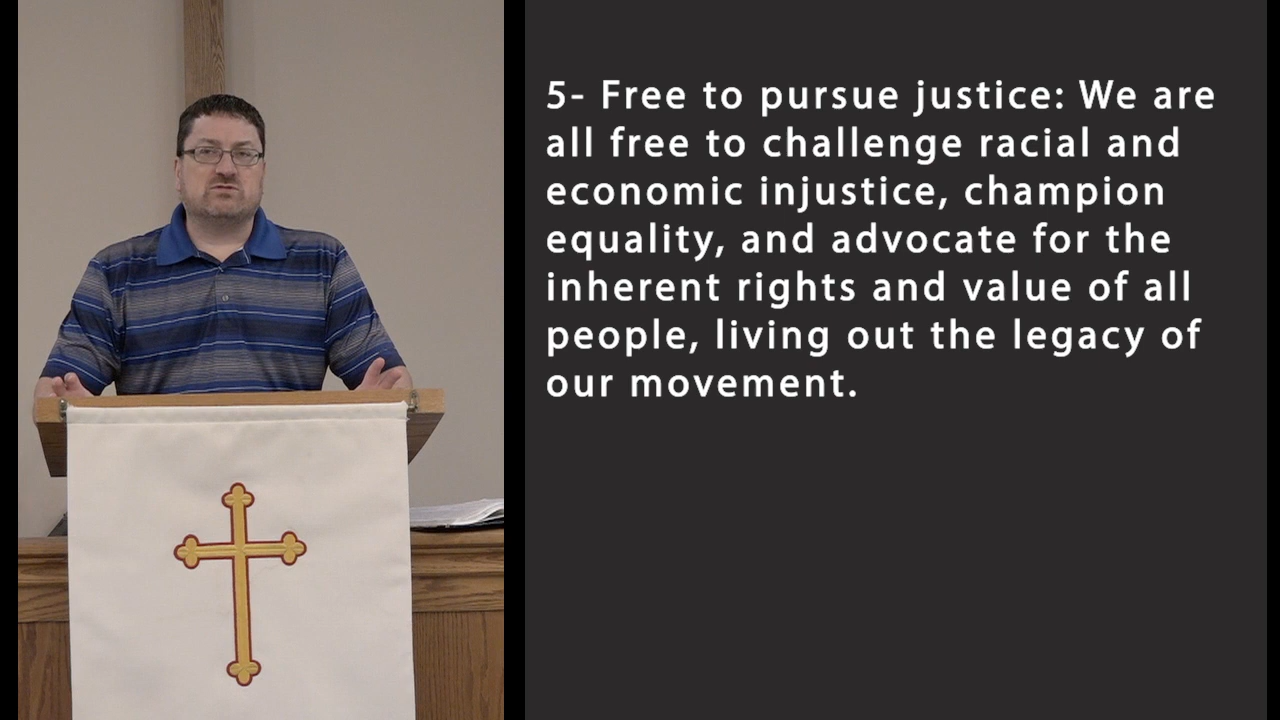 5- Free to pursue justice: We are
all free to challenge racial and
economic injustice, champion
equality, and advocate for the
inherent rights and value of all
people, living out the legacy of
our movement.